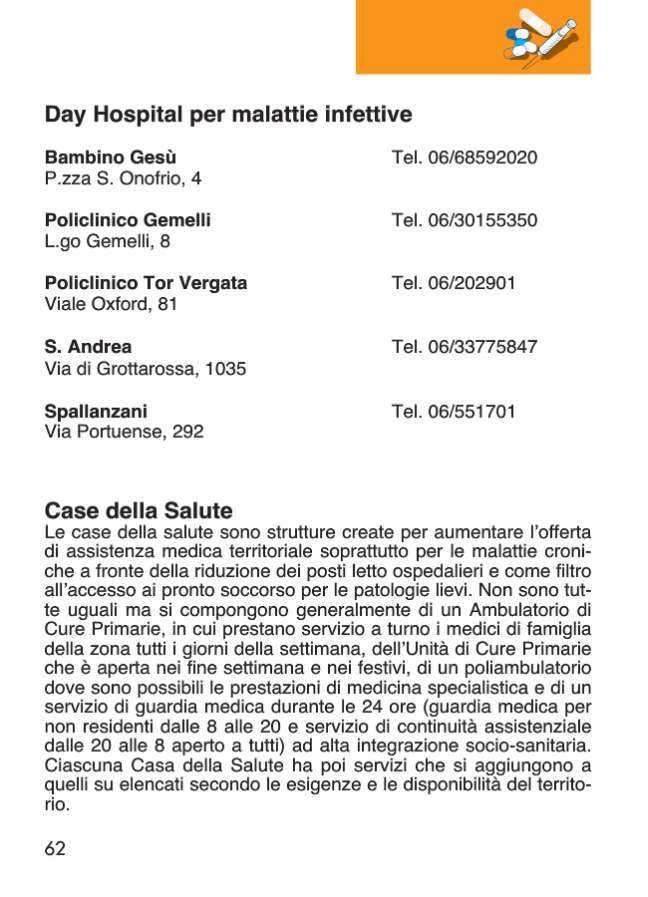 Day Hospital per malattie infettive
Bambino Gesù Tel. 06/68592020
P.zza S. Onofrio, 4
Policlinico Gemelli Tel. 06/30155350
L.go Gemelli, 8
Policlinico Tor Vergata Tel. 06/202901
Viale Oxford, 81
S. Andrea Tel. 06/33775847
Via di Grottarossa, 1035
Spallanzani Tel. 06/551701
Via Portuense, 292
Case della Salute
Le case della salute sono strutture create per aumentare l'offerta
di assistenza medica territoriale soprattutto per le malattie croni-
che a fronte della riduzione dei posti letto ospedalieri e come filtro
all'accesso ai pronto soccorso per le patologie lievi. Non sono tut-
te uguali ma si compongono generalmente di un Ambulatorio di
Cure Primarie, in cui prestano servizio a turno i medici di famiglia
della zona tutti i giorni della settimana, dell'Unità di Cure Primarie
che è aperta nei fine settimana e nei festivi, di un poliambulatorio
dove sono possibili le prestazioni di medicina specialistica e di un
servizio di guardia medica durante le 24 ore (guardia medica per
non residenti dalle 8 alle 20 e servizio di continuità assistenziale
dalle 20 alle 8 aperto a tutti) ad alta integrazione socio-sanitaria.
Ciascuna Casa della Salute ha poi servizi che si aggiungono a
quelli su elencati secondo le esigenze e le disponibilità del territo-
rio.
62